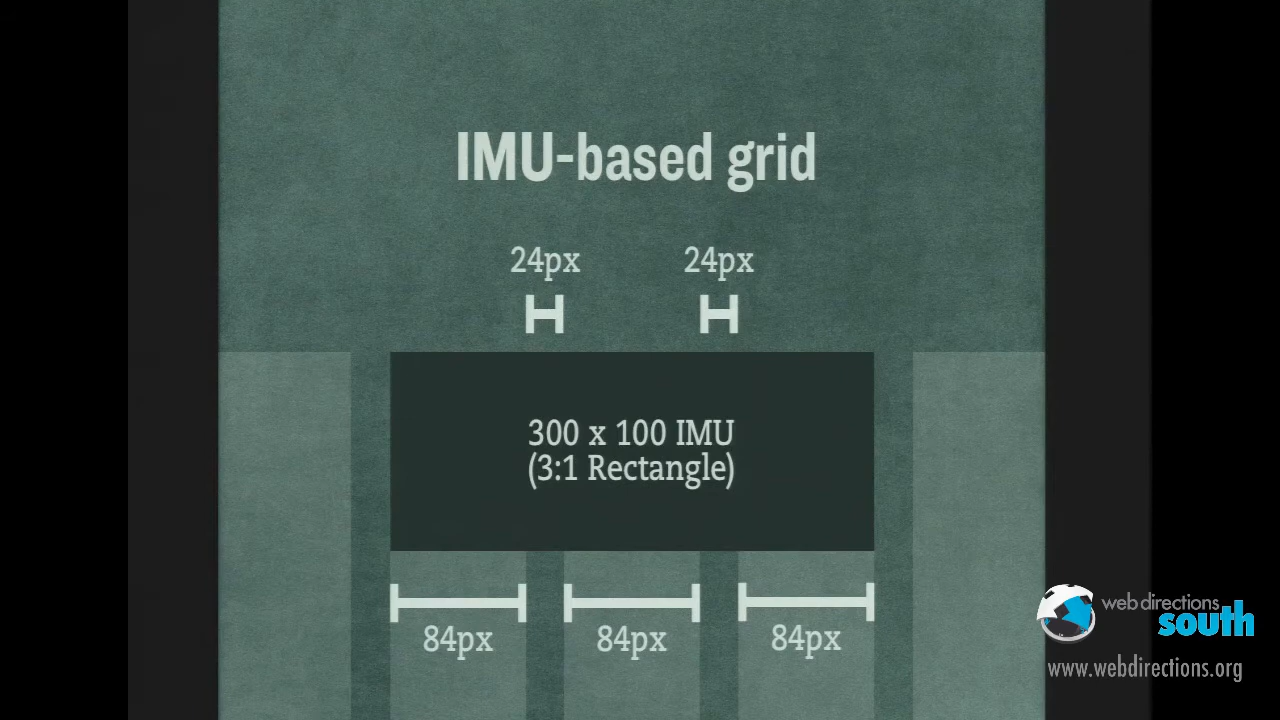 IMU-based grid
24px 24px
300 x 100 IMU
(3:1 Rectangle)
84px 84px 84px
web directions
south
www.webdirections.org